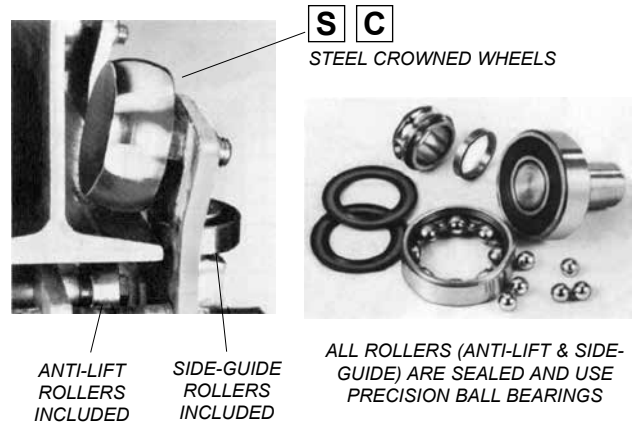 S C
STEEL CROWNED WHEELS
ANTI-LIFT
ROLLERS
INCLUDED
SIDE-GUIDE
ROLLERS
INCLUDED
ALL ROLLERS (ANTI-LIFT & SIDE-
GUIDE) ARE SEALED AND USE
PRECISION BALL BEARINGS